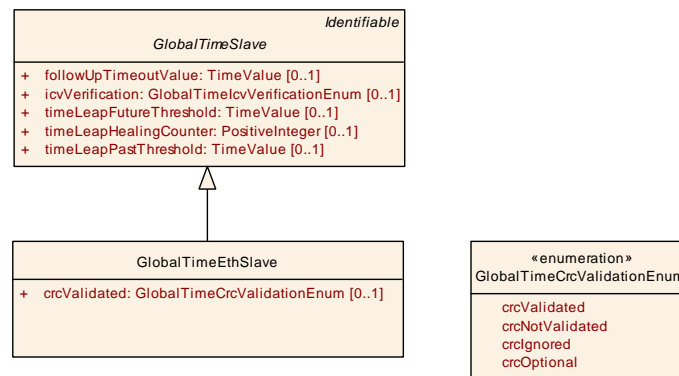 Identifiable
GlobalTimeSlave
+ followUpTimeoutValue: TimeValue [0..1]
+ icvVerification: GlobalTimeIcvVerificationEnum [0..1]
+ timeLeapFutureThreshold: TimeValue [0..1]
+ timeLeapHealingCounter: PositiveInteger [0..1]
+ timeLeapPastThreshold: TimeValue [0..1]
GlobalTimeEthSlave
+ crcValidated: GlobalTimeCrcValidationEnum [0..1]
«enumeration»
GlobalTimeCrcValidationEnum
crcValidated
crcNotValidated
crcIgnored
crcOptional